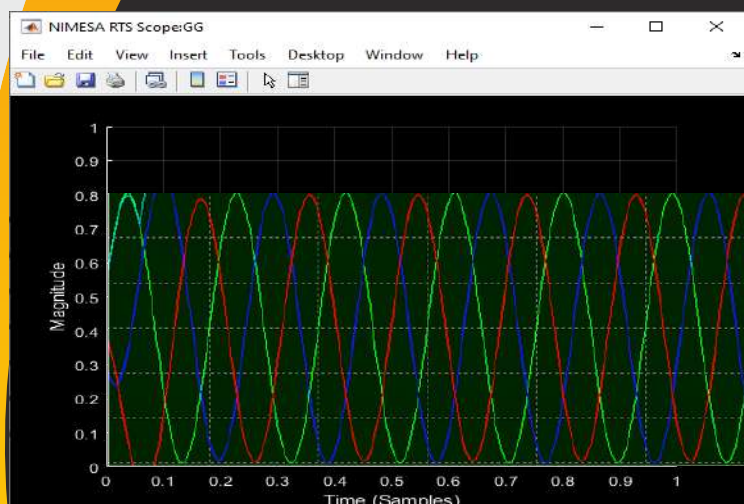 NIMESA RTS Scope:GG
File Edit View Insert Tools Desktop Window Help
1
0.9
0.8
0.7
0.6
0.5
0.4
0.3
0.2
0.1
0
Magnitude
0 0.1 0.2 0.3 0.4 0.5 0.6 0.7 0.8 0.9 1
Time (Samples)